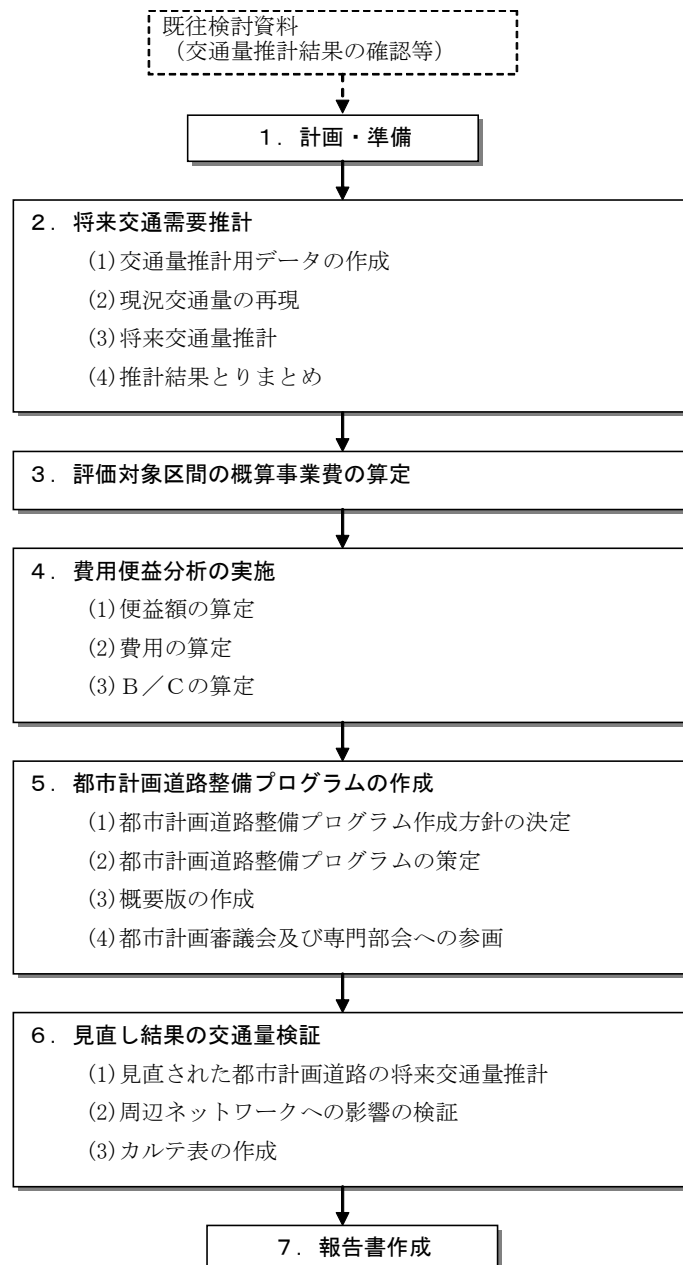 既往検討資料
（交通量推計結果の確認等）
１．計画・準備
２．将来交通需要推計
(1)交通量推計用データの作成
(2)現況交通量の再現
(3)将来交通量推計
(4)推計結果とりまとめ
３．評価対象区間の概算事業費の算定
４．費用便益分析の実施
(1)便益額の算定
(2)費用の算定
(3)Ｂ／Ｃの算定
５．都市計画道路整備プログラムの作成
(1)都市計画道路整備プログラム作成方針の決定
(2)都市計画道路整備プログラムの策定
(3)概要版の作成
(4)都市計画審議会及び専門部会への参画
６．見直し結果の交通量検証
(1)見直された都市計画道路の将来交通量推計
(2)周辺ネットワークへの影響の検証
(3)カルテ表の作成
７．報告書作成